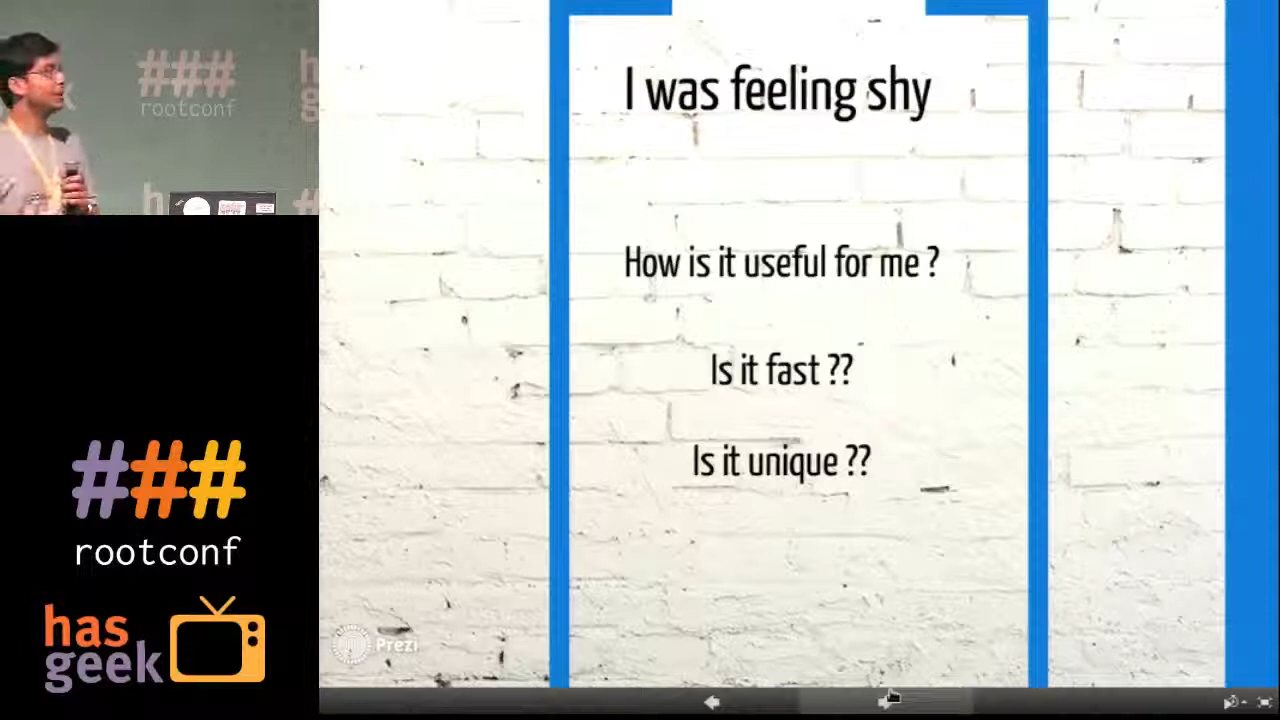 ###
rootconf
h
g
h
#
I was feeling shy
How is it useful for me ?
Is it fast ??
Is it unique ??
###
rootconf
has
geek
Prezi